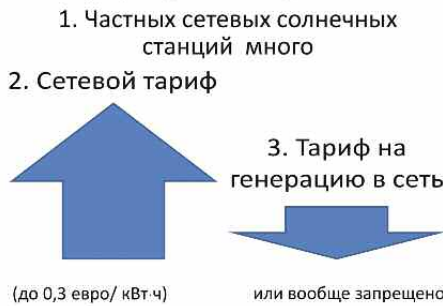 1. Частных сетевых солнечных
станций много
2. Сетевой тариф
3. Тариф на
генерацию в сеть
(до 0,3 евро/ кВт·ч)
или вообще запрещено